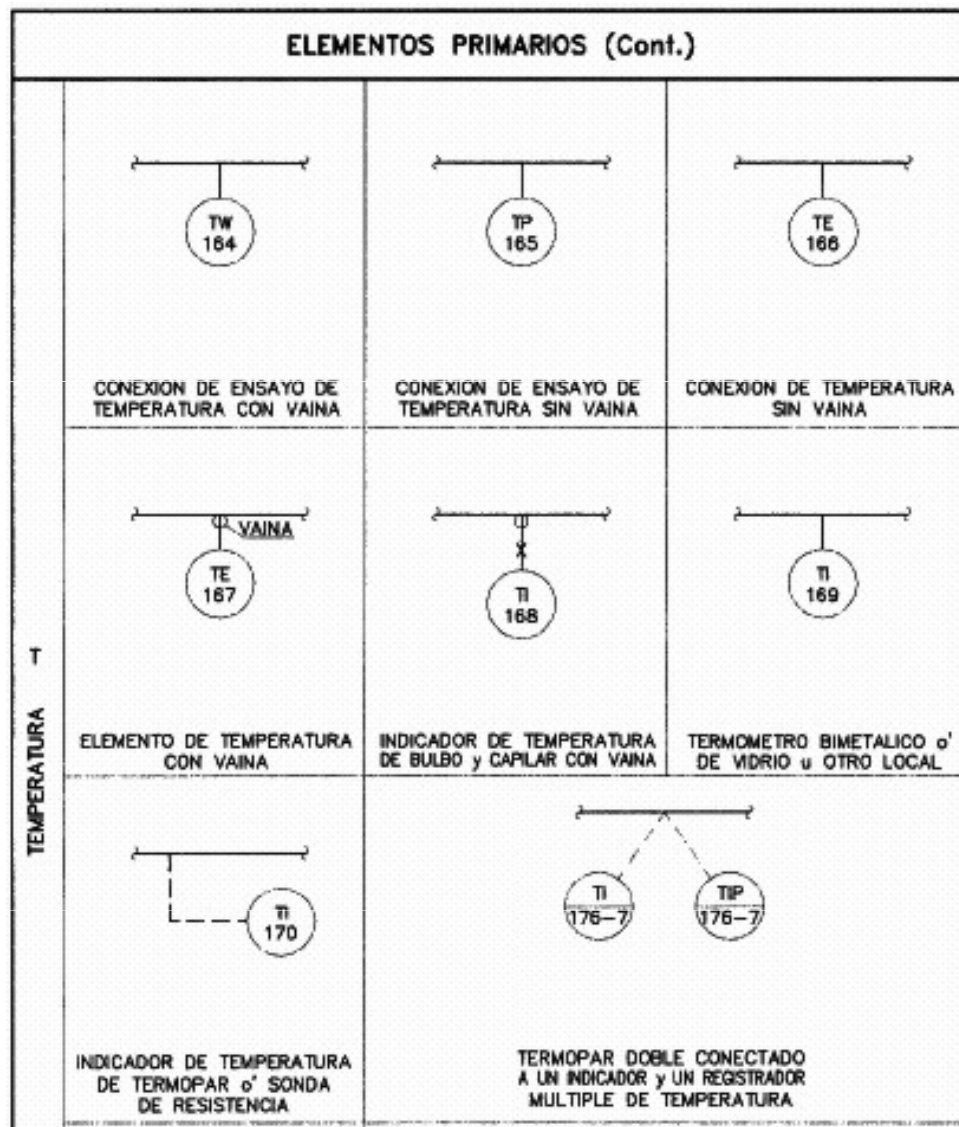 ELEMENTOS PRIMARIOS (Cont.)
TW
164
CONEXION DE ENSAYO DE
TEMPERATURA CON VAINA
TP
165
CONEXION DE ENSAYO DE
TEMPERATURA SIN VAINA
TE
166
CONEXION DE TEMPERATURA
SIN VAINA
TEMPERATURA T
VAINA
TE
167
ELEMENTO DE TEMPERATURA
CON VAINA
X
TI
168
INDICADOR DE TEMPERATURA
DE BULBO y CAPILAR CON VAINA
TI
169
TERMOMETRO BIMETALICO o'
DE VIDRIO u OTRO LOCAL
TI
170
INDICADOR DE TEMPERATURA
DE TERMOPAR o' SONDA
DE RESISTENCIA
TI
176-7
TIP
176-7
TERMOPAR DOBLE CONECTADO
A UN INDICADOR y UN REGISTRADOR
MULTIPLE DE TEMPERATURA